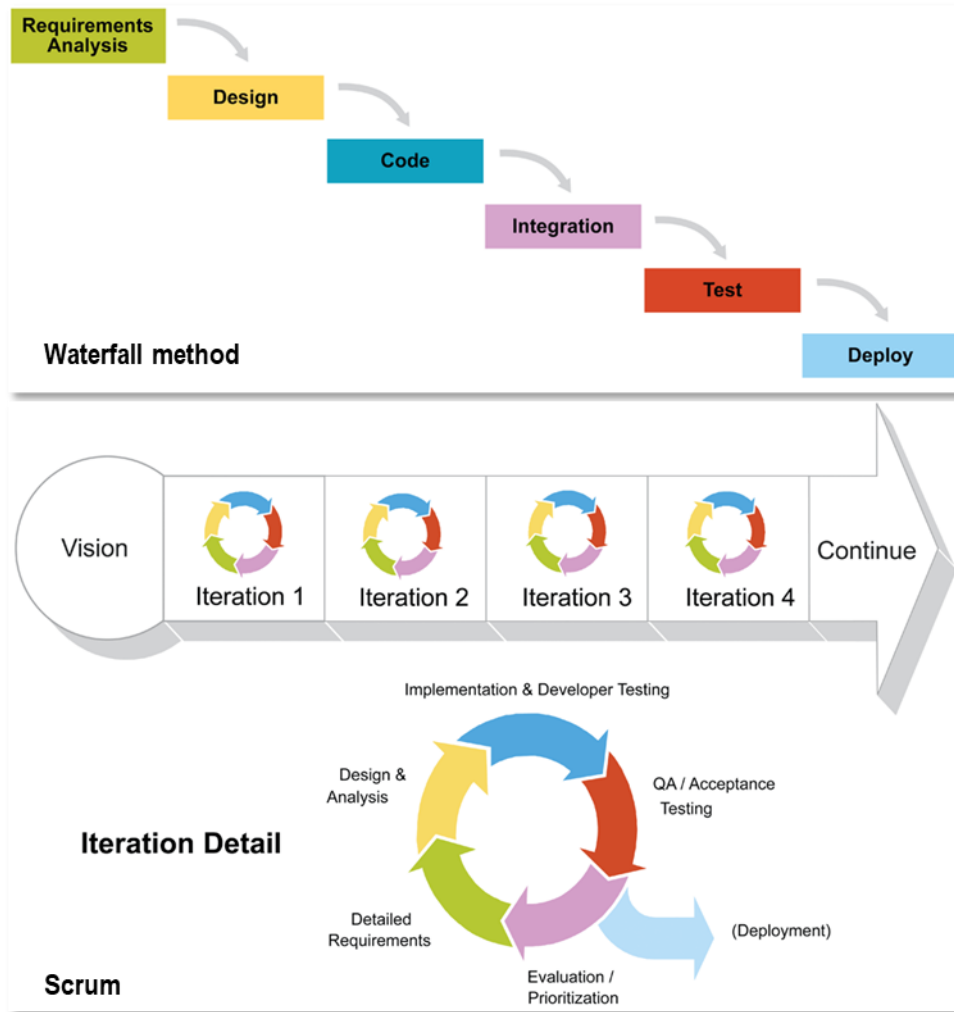 Requirements
Analysis
Design
Code
Integration
Test
Deploy
Waterfall method
Vision
Iteration 1
Iteration 2
Iteration 3
Iteration 4
Continue
Implementation & Developer Testing
Design &
Analysis
QA / Acceptance
Testing
Iteration Detail
Detailed
Requirements
(Deployment)
Evaluation /
Prioritization
Scrum